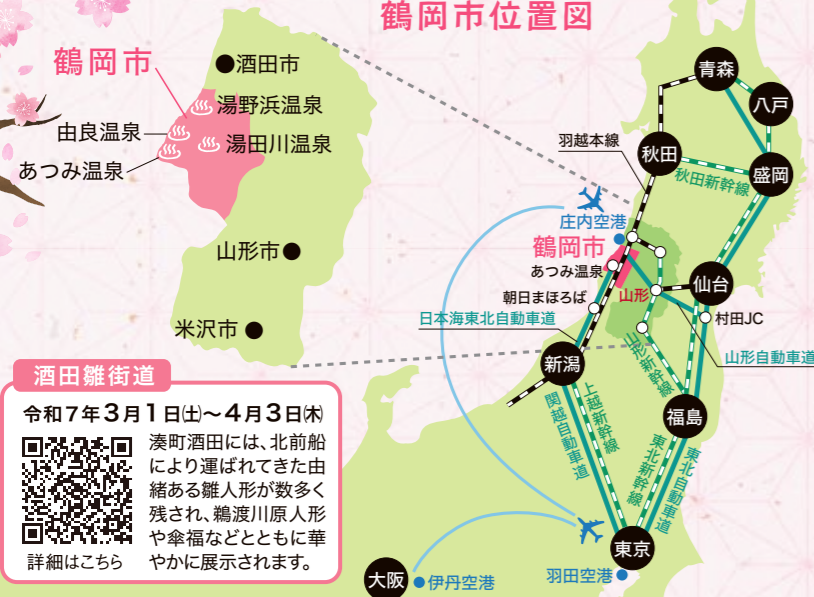 鶴岡市位置図
鶴岡市
酒田市
湯野浜温泉
由良温泉
湯田川温泉
あつみ温泉
山形市
米沢市
青森
八戸
羽越本線
秋田
秋田新幹線
盛岡
庄内空港
鶴岡市
あつみ温泉
仙台
山形
朝日まほろば
村田JC
日本海東北自動車道
山形自動車道
山形新幹線
新潟
福島
関越自動車道
上越新幹線
東北新幹線
東北自動車道
東京
羽田空港
大阪
伊丹空港
酒田雛街道
令和7年3月1日㈯〜4月3日㈭
湊町酒田には、北前船
により運ばれてきた由
緒ある雛人形が数多く
残され、鵜渡川原人形
や傘福などとともに華
やかに展示されます。
詳細はこちら